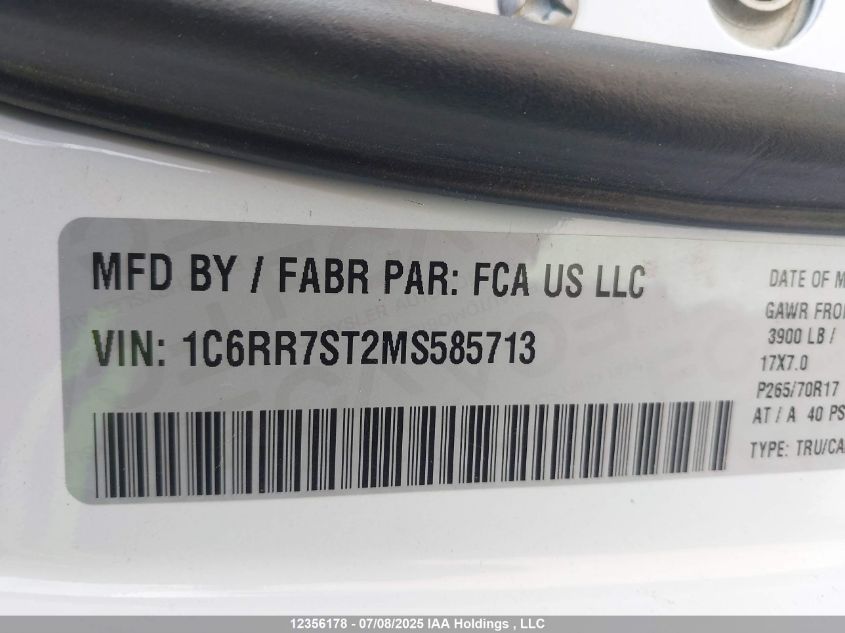 MFD BY / FABR PAR: FCA US LLC
VIN: 1C6RR7ST2MS585713
DATE OF M
GAWR FRO
3900 LB /
17X7.0
P265/70R17
AT / A 40 PS
TYPE: TRU/CA
12356178 - 07/08/2025 IAA Holdings , LLC